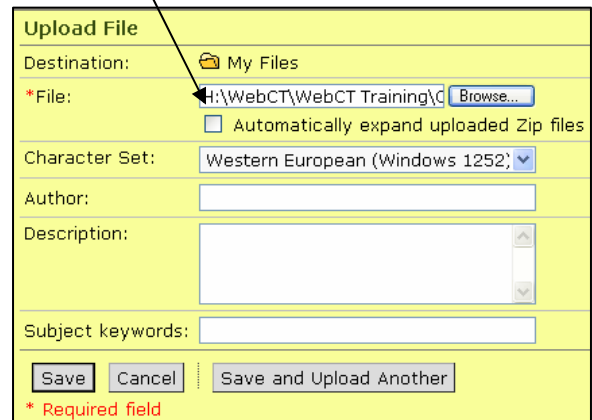 Upload File
Destination: My Files
*File: H:\WebCT\WebCT Training\C Browse...
Automatically expand uploaded Zip files
Character Set: Western European (Windows 1252)
Author:
Description:
Subject keywords:
Save Cancel Save and Upload Another
* Required field